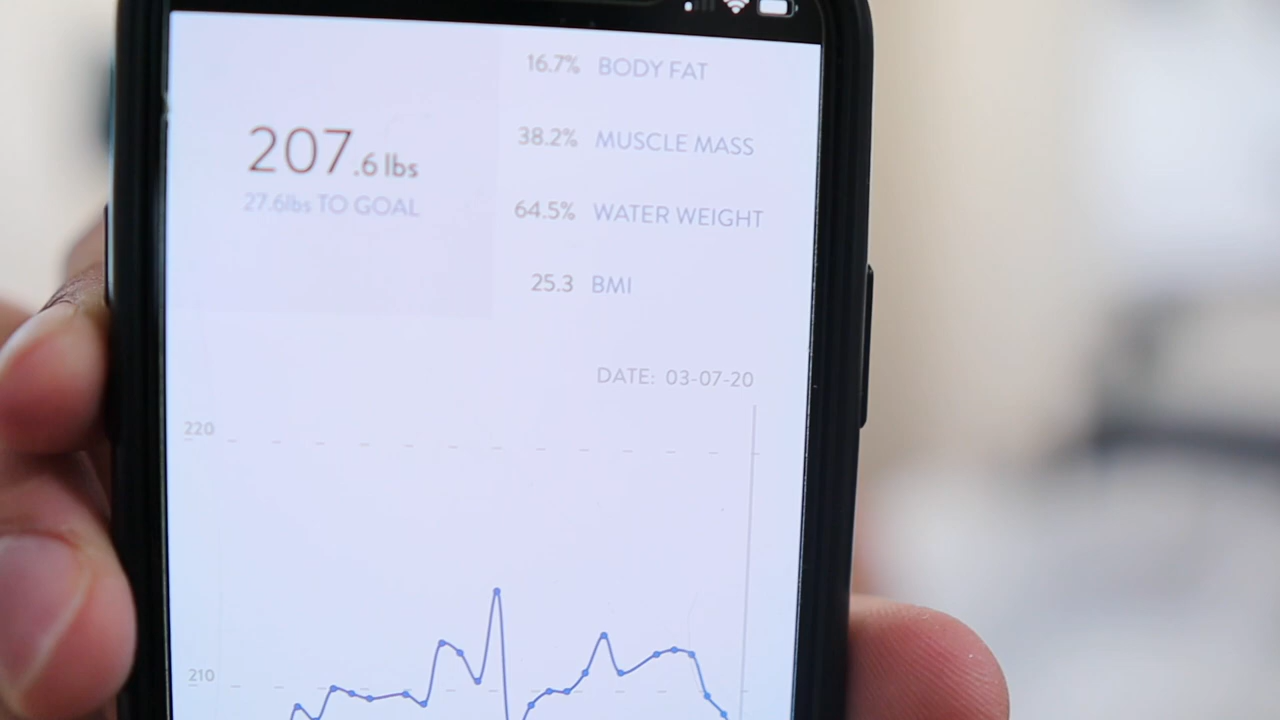 16.7% BODY FAT
207.6 lbs
38.2% MUSCLE MASS
27.6lbs TO GOAL
64.5% WATER WEIGHT
25.3 BMI
DATE: 03-07-20
220
210